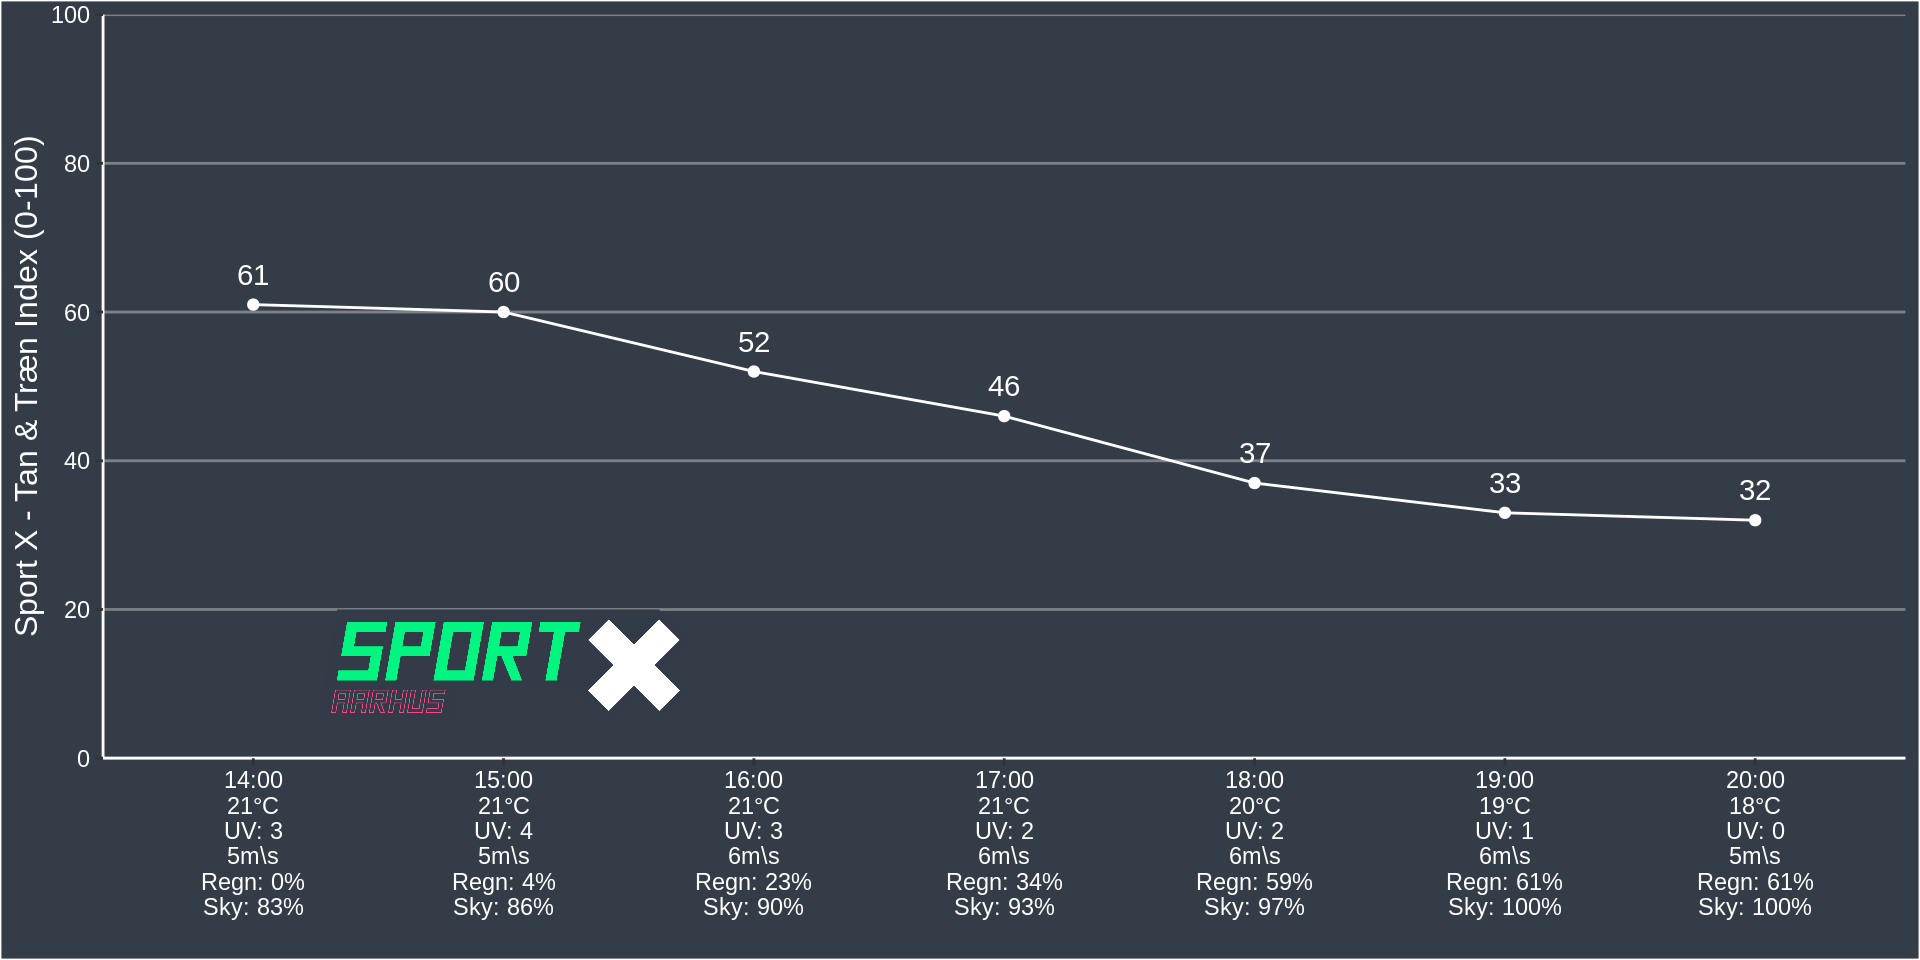 Sport X - Tan & Træn Index (0-100)
100
80
60
40
20
0
61
60
52
46
37
33
32
SPORT X
AARHUS
14:00 15:00 16:00 17:00 18:00 19:00 20:00
21°C 21°C 21°C 21°C 20°C 19°C 18°C
UV: 3 UV: 4 UV: 3 UV: 2 UV: 2 UV: 1 UV: 0
5m\s 5m\s 6m\s 6m\s 6m\s 6m\s 5m\s
Regn: 0% Regn: 4% Regn: 23% Regn: 34% Regn: 59% Regn: 61% Regn: 61%
Sky: 83% Sky: 86% Sky: 90% Sky: 93% Sky: 97% Sky: 100% Sky: 100%